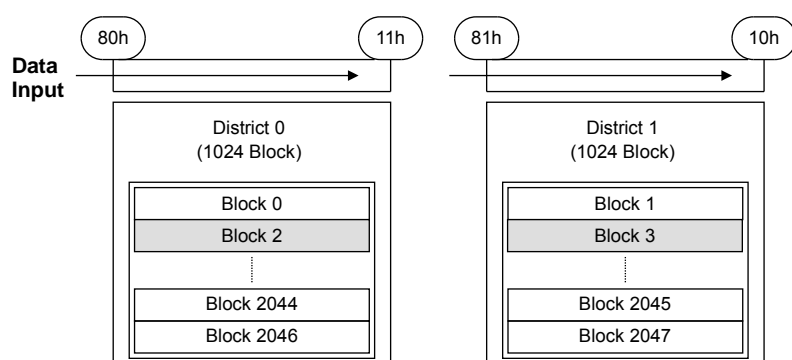 80h 11h 81h 10h
Data
Input
District 0
(1024 Block)
Block 0
Block 2
Block 2044
Block 2046
District 1
(1024 Block)
Block 1
Block 3
Block 2045
Block 2047